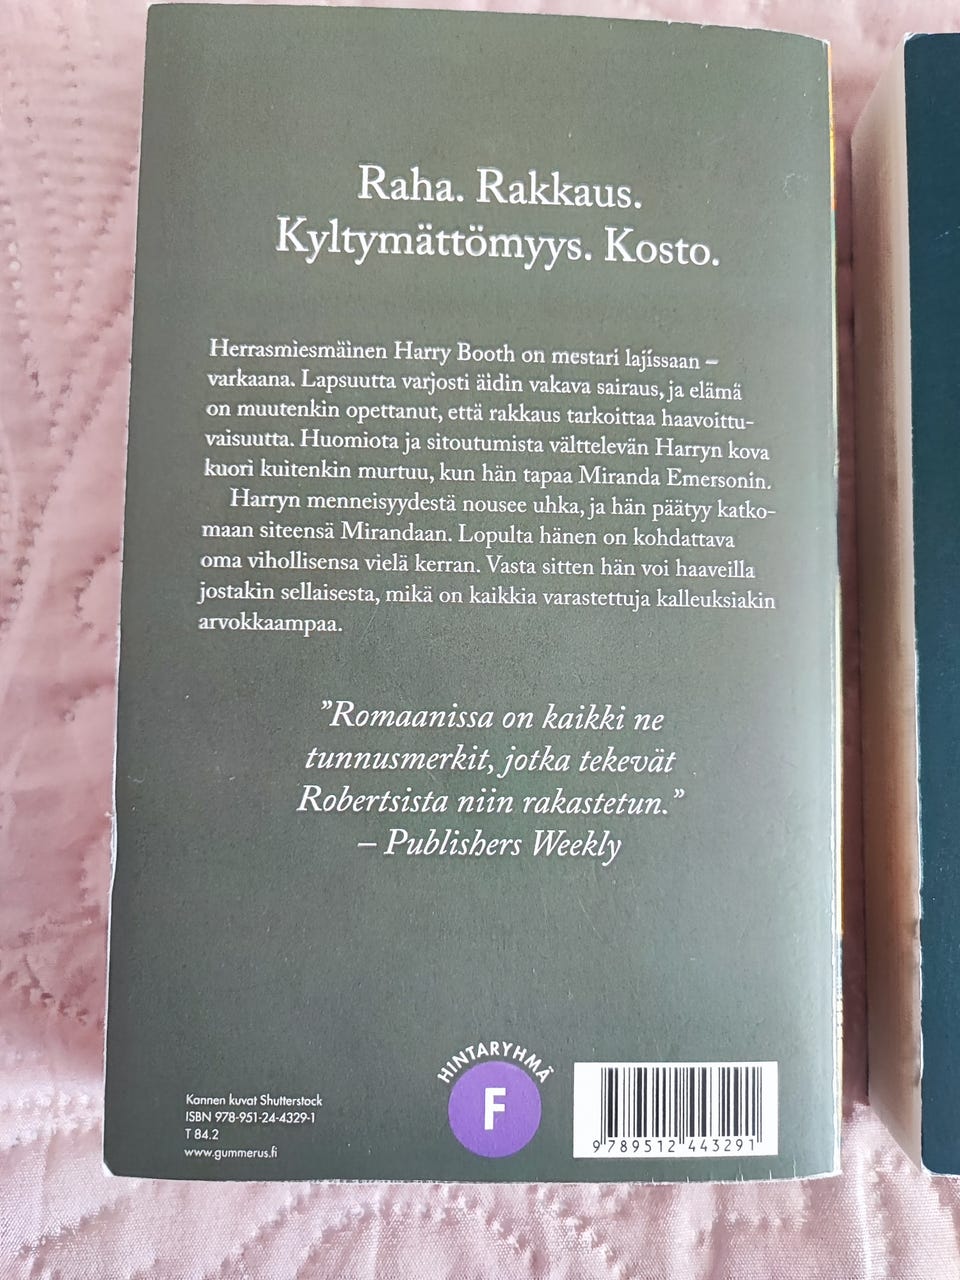 Raha. Rakkaus.
Kyltymättömyys. Kosto.
Herrasmiesmäinen Harry Booth on mestari lajissaan –
varkaana. Lapsuutta varjosti äidin vakava sairaus, ja elämä
on muutenkin opettanut, että rakkaus tarkoittaa haavoittu-
vaisuutta. Huomiota ja sitoutumista välttelevän Harryn kova
kuori kuitenkin murtuu, kun hän tapaa Miranda Emersonin.
Harryn menneisyydestä nousee uhka, ja hän päätyy katko-
maan siteensä Mirandaan. Lopulta hänen on kohdattava
oma vihollisensa vielä kerran. Vasta sitten hän voi haaveilla
jostakin sellaisesta, mikä on kaikkia varastettuja kalleuksiakin
arvokkaampaa.
”Romaanissa on kaikki ne
tunnusmerkit, jotka tekevät
Robertsista niin rakastetun.”
– Publishers Weekly
Kannen kuvat Shutterstock
ISBN 978-951-24-4329-1
T 84.2
www.gummerus.fi
HINTARYHMÄ
F
9 789512 443291